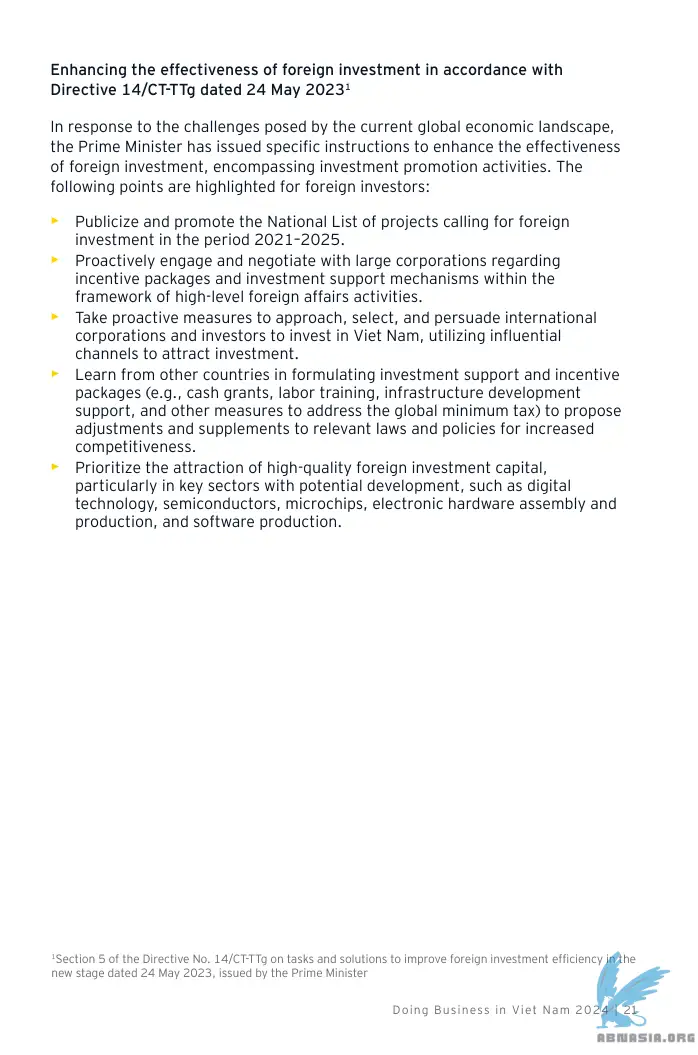 Enhancing the effectiveness of foreign investment in accordance with
Directive 14/CT-TTg dated 24 May 2023¹
In response to the challenges posed by the current global economic landscape,
the Prime Minister has issued specific instructions to enhance the effectiveness
of foreign investment, encompassing investment promotion activities. The
following points are highlighted for foreign investors:
► Publicize and promote the National List of projects calling for foreign
investment in the period 2021–2025.
► Proactively engage and negotiate with large corporations regarding
incentive packages and investment support mechanisms within the
framework of high-level foreign affairs activities.
► Take proactive measures to approach, select, and persuade international
corporations and investors to invest in Viet Nam, utilizing influential
channels to attract investment.
► Learn from other countries in formulating investment support and incentive
packages (e.g., cash grants, labor training, infrastructure development
support, and other measures to address the global minimum tax) to propose
adjustments and supplements to relevant laws and policies for increased
competitiveness.
► Prioritize the attraction of high-quality foreign investment capital,
particularly in key sectors with potential development, such as digital
technology, semiconductors, microchips, electronic hardware assembly and
production, and software production.
¹Section 5 of the Directive No. 14/CT-TTg on tasks and solutions to improve foreign investment efficiency in the
new stage dated 24 May 2023, issued by the Prime Minister
Doing Business in Viet Nam 2024 | 21
ABNASIA.ORG